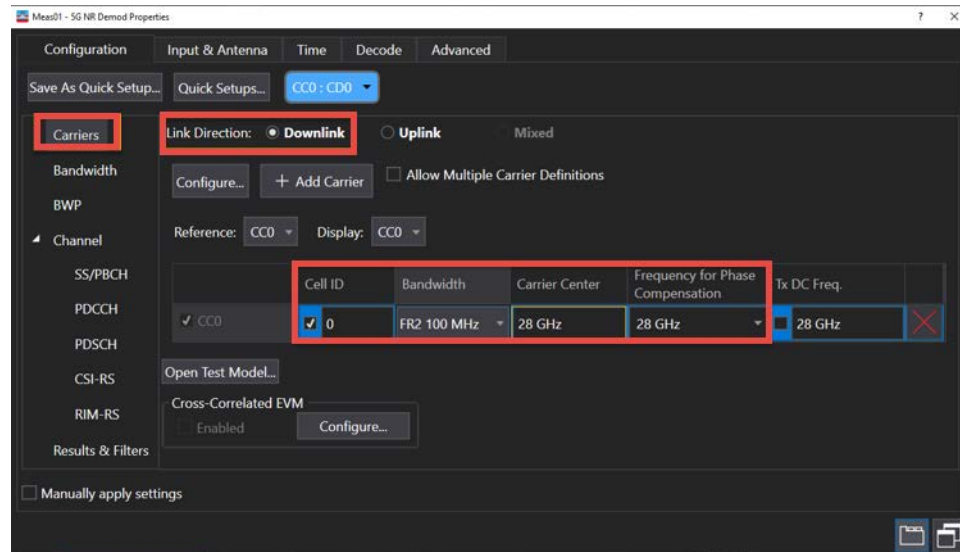 Meas01 - 5G NR Demod Properties ? X
Configuration Input & Antenna Time Decode Advanced
Save As Quick Setup... Quick Setups... CC0 : CD0
Carriers Link Direction: Downlink Uplink Mixed
Bandwidth Configure... + Add Carrier Allow Multiple Carrier Definitions
BWP
Reference: CC0 Display: CC0
Channel
SS/PBCH Cell ID Bandwidth Carrier Center Frequency for Phase Compensation Tx DC Freq.
PDCCH CC0 0 FR2 100 MHz 28 GHz 28 GHz 28 GHz
PDSCH
CSI-RS Open Test Model...
Cross-Correlated EVM
RIM-RS Enabled Configure...
Results & Filters
Manually apply settings